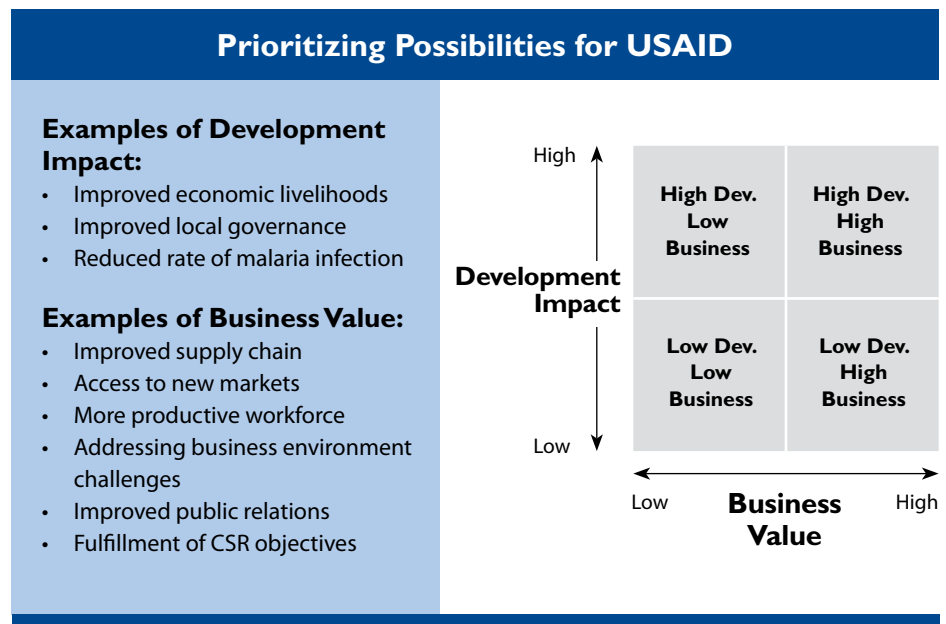 Prioritizing Possibilities for USAID
Examples of Development
Impact:
• Improved economic livelihoods
• Improved local governance
• Reduced rate of malaria infection
Examples of Business Value:
• Improved supply chain
• Access to new markets
• More productive workforce
• Addressing business environment
challenges
• Improved public relations
• Fulfillment of CSR objectives
High
Development
Impact
Low
High Dev.
Low
Business
High Dev.
High
Business
Low Dev.
Low
Business
Low Dev.
High
Business
Low
Business
Value
High